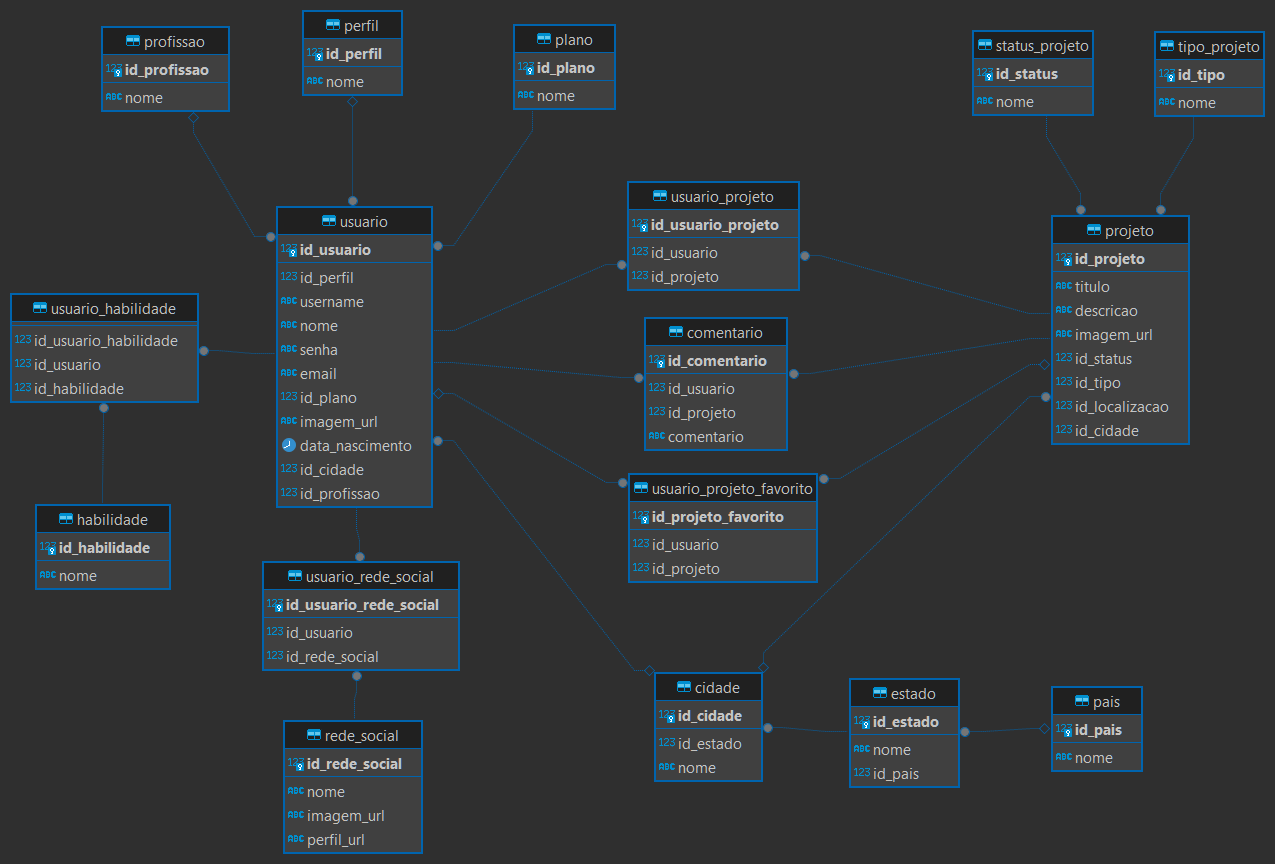 profissao
123 id_profissao
ABC nome
perfil
123 id_perfil
ABC nome
plano
123 id_plano
ABC nome
status_projeto
123 id_status
ABC nome
tipo_projeto
123 id_tipo
ABC nome
usuario
123 id_usuario
123 id_perfil
ABC username
ABC nome
ABC senha
ABC email
123 id_plano
ABC imagem_url
data_nascimento
123 id_cidade
123 id_profissao
usuario_projeto
123 id_usuario_projeto
123 id_usuario
123 id_projeto
projeto
123 id_projeto
ABC titulo
ABC descricao
ABC imagem_url
123 id_status
123 id_tipo
123 id_localizacao
123 id_cidade
usuario_habilidade
123 id_usuario_habilidade
123 id_usuario
123 id_habilidade
comentario
123 id_comentario
123 id_usuario
123 id_projeto
ABC comentario
usuario_projeto_favorito
123 id_projeto_favorito
123 id_usuario
123 id_projeto
habilidade
123 id_habilidade
ABC nome
usuario_rede_social
123 id_usuario_rede_social
123 id_usuario
123 id_rede_social
rede_social
123 id_rede_social
ABC nome
ABC imagem_url
ABC perfil_url
cidade
123 id_cidade
123 id_estado
ABC nome
estado
123 id_estado
ABC nome
123 id_pais
pais
123 id_pais
ABC nome